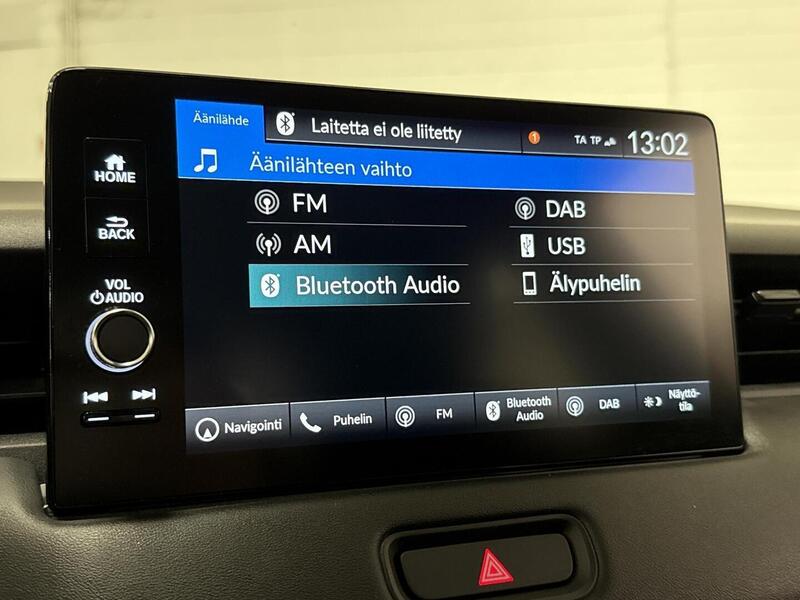 Äänilähde
Laitetta ei ole liitetty
1
TA TP
13:02
HOME
Äänilähteen vaihto
FM
DAB
BACK
AM
USB
Bluetooth Audio
Älypuhelin
VOL
AUDIO
Navigointi
Puhelin
FM
Bluetooth
Audio
DAB
Näyttö-
tila